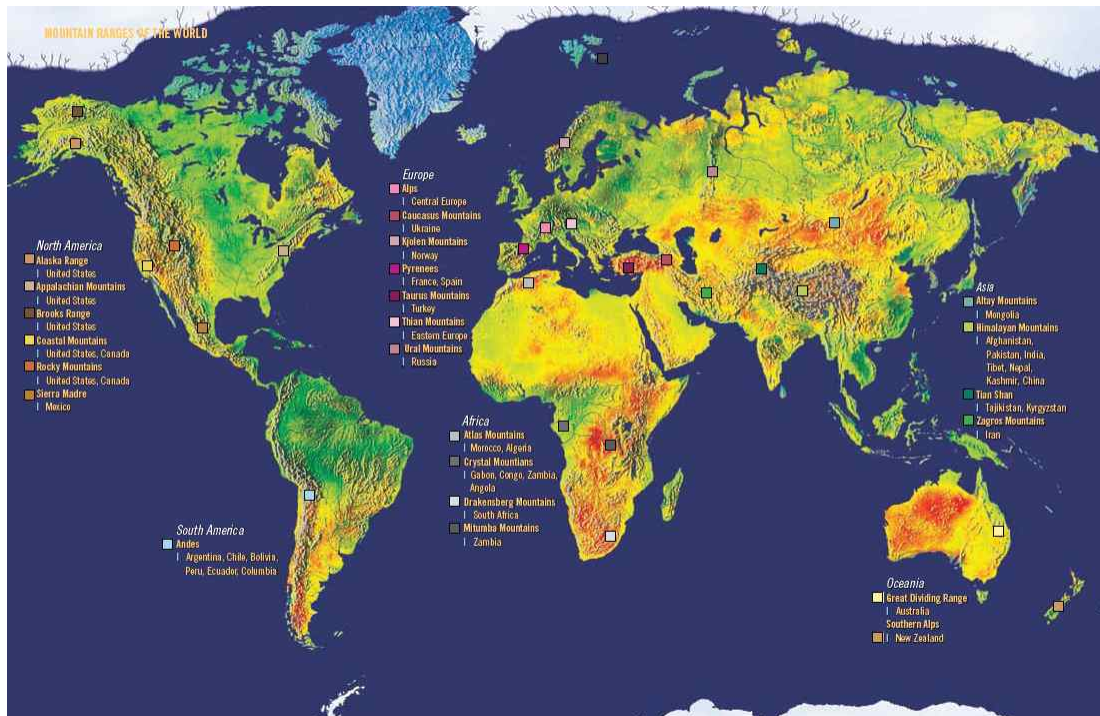 MOUNTAIN RANGES OF THE WORLD
North America
Alaska Range
United States
Appalachian Mountains
United States
Brooks Range
United States
Coastal Mountains
United States, Canada
Rocky Mountains
United States, Canada
Sierra Madre
Mexico
South America
Andes
Argentina, Chile, Bolivia,
Peru, Ecuador, Columbia
Europe
Alps
Central Europe
Caucasus Mountains
Ukraine
Kjolen Mountains
Norway
Pyrenees
France, Spain
Taurus Mountains
Turkey
Thian Mountains
Eastern Europe
Ural Mountains
Russia
Africa
Atlas Mountains
Morocco, Algeria
Crystal Mountians
Gabon, Congo, Zambia,
Angola
Drakensberg Mountains
South Africa
Mitumba Mountains
Zambia
Asia
Altay Mountains
Mongolia
Himalayan Mountains
Afghanistan,
Pakistan, India,
Tibet, Nepal,
Kashmir, China
Tian Shan
Tajikistan, Kyrgyzstan
Zagros Mountains
Iran
Oceania
Great Dividing Range
Australia
Southern Alps
New Zealand